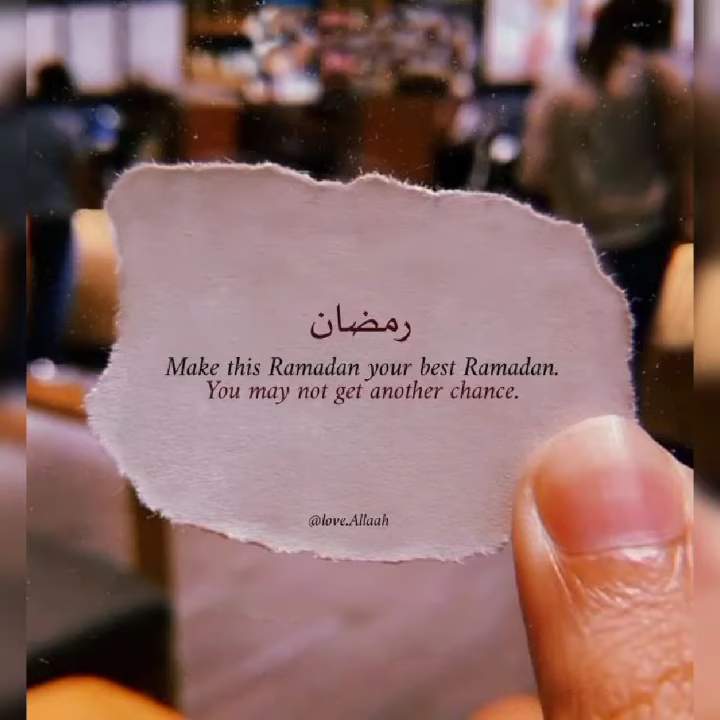 رمضان
Make this Ramadan your best Ramadan.
You may not get another chance.
@love.Allaah